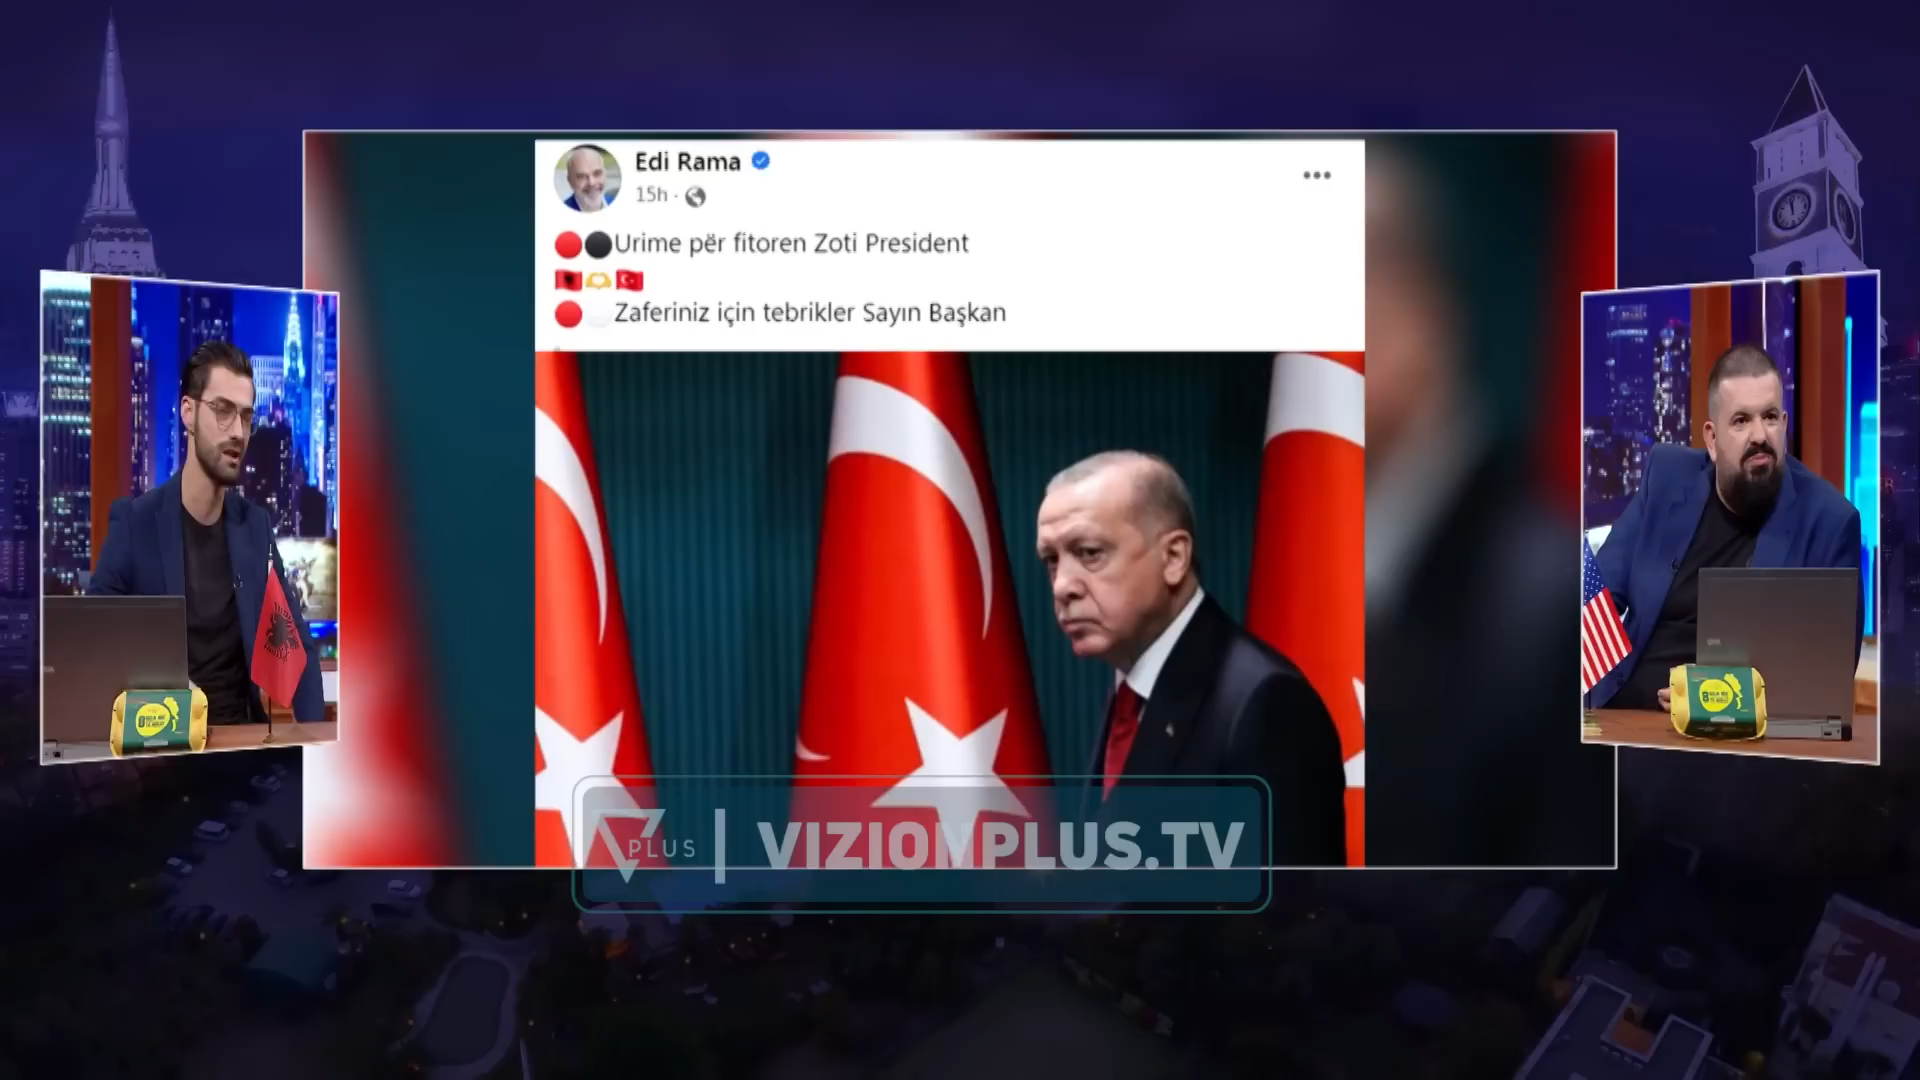 Edi Rama
15h ·
Urime për fitoren Zoti President
Zaferiniz için tebrikler Sayın Başkan
PLUS | VIZIONPLUS.TV